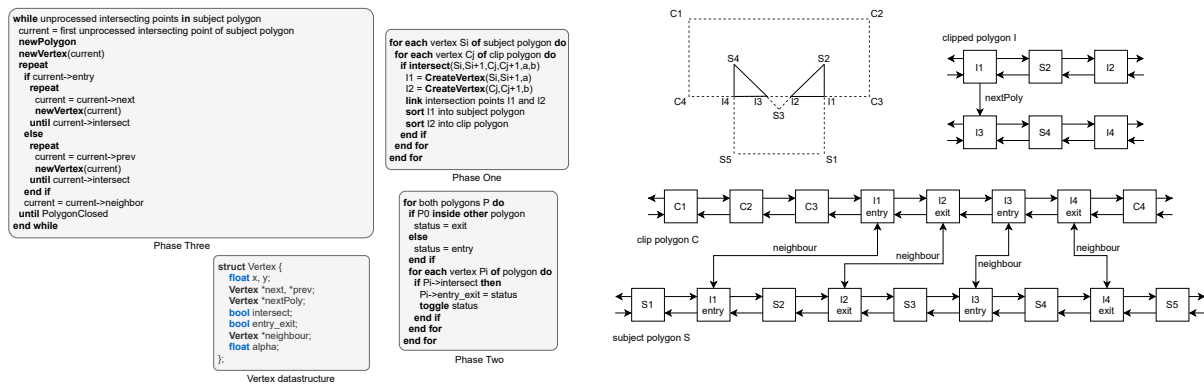 while unprocessed intersecting points in subject polygon
current = first unprocessed intersecting point of subject polygon
newPolygon
newVertex(current)
repeat
if current->entry
repeat
current = current->next
newVertex(current)
until current->intersect
else
repeat
current = current->prev
newVertex(current)
until current->intersect
end if
current = current->neighbor
until PolygonClosed
end while
Phase Three
struct Vertex {
float x, y;
Vertex *next, *prev;
Vertex *nextPoly;
bool intersect;
bool entry_exit;
Vertex *neighbour;
float alpha;
};
Vertex datastructure
for each vertex Si of subject polygon do
for each vertex Cj of clip polygon do
if intersect(Si,Si+1,Cj,Cj+1,a,b)
I1 = CreateVertex(Si,Si+1,a)
I2 = CreateVertex(Cj,Cj+1,b)
link intersection points I1 and I2
sort I1 into subject polygon
sort I2 into clip polygon
end if
end for
end for
Phase One
for both polygons P do
if P0 inside other polygon
status = exit
else
status = entry
end if
for each vertex Pi of polygon do
if Pi->intersect then
Pi->entry_exit = status
toggle status
end if
end for
end for
Phase Two
C1 C2
S4 S2
C4 I4 I3 I2 I1 C3
S3
S5 S1
clipped polygon I
I1 S2 I2
nextPoly
I3 S4 I4
C1 C2 C3 I1 entry I2 exit I3 entry I4 exit C4
clip polygon C
neighbour neighbour neighbour neighbour
S1 I1 entry S2 I2 exit S3 I3 entry S4 I4 exit S5
subject polygon S